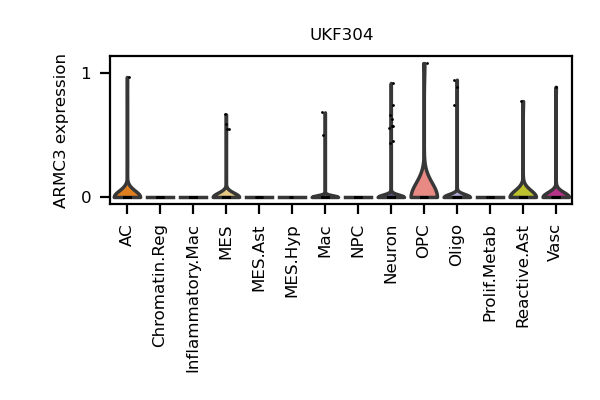 UKF304
ARMC3 expression
1
0
AC
Chromatin.Reg
Inflammatory.Mac
MES
MES.Ast
MES.Hyp
Mac
NPC
Neuron
OPC
Oligo
Prolif.Metab
Reactive.Ast
Vasc